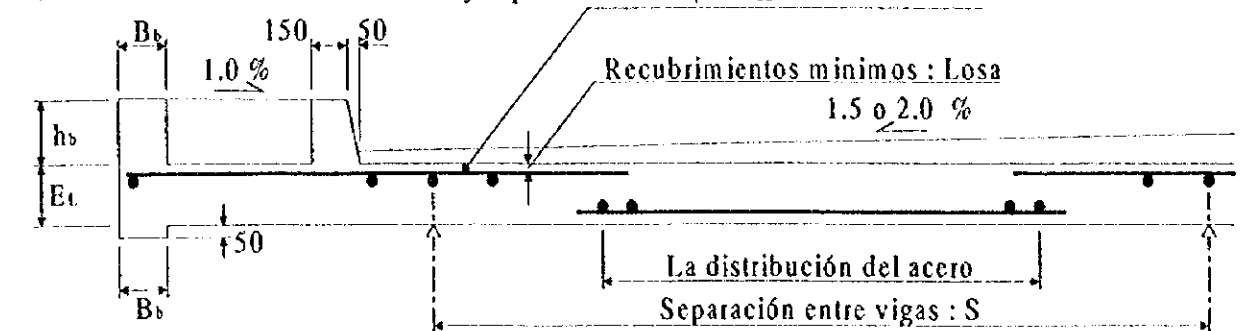 Bb 150 50
1.0 %
Recubrimientos minimos : Losa
1.5 o 2.0 %
hb
Et
50
La distribución del acero
Bb
Separación entre vigas : S